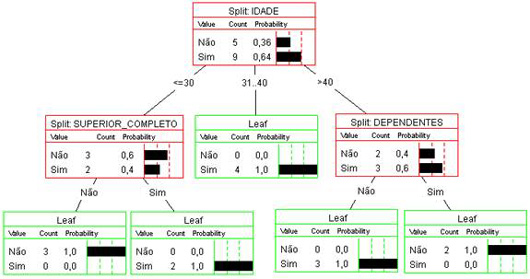 Split: IDADE
Value Count Probability
Não 5 0,36
Sim 9 0,64
<=30 31..40 >40
Split: SUPERIOR_COMPLETO
Value Count Probability
Não 3 0,6
Sim 2 0,4
Leaf
Value Count Probability
Não 0 0,0
Sim 4 1,0
Split: DEPENDENTES
Value Count Probability
Não 2 0,4
Sim 3 0,6
Não Sim
Não Sim
Leaf
Value Count Probability
Não 3 1,0
Sim 0 0,0
Leaf
Value Count Probability
Não 0 0,0
Sim 2 1,0
Leaf
Value Count Probability
Não 0 0,0
Sim 3 1,0
Leaf
Value Count Probability
Não 2 1,0
Sim 0 0,0